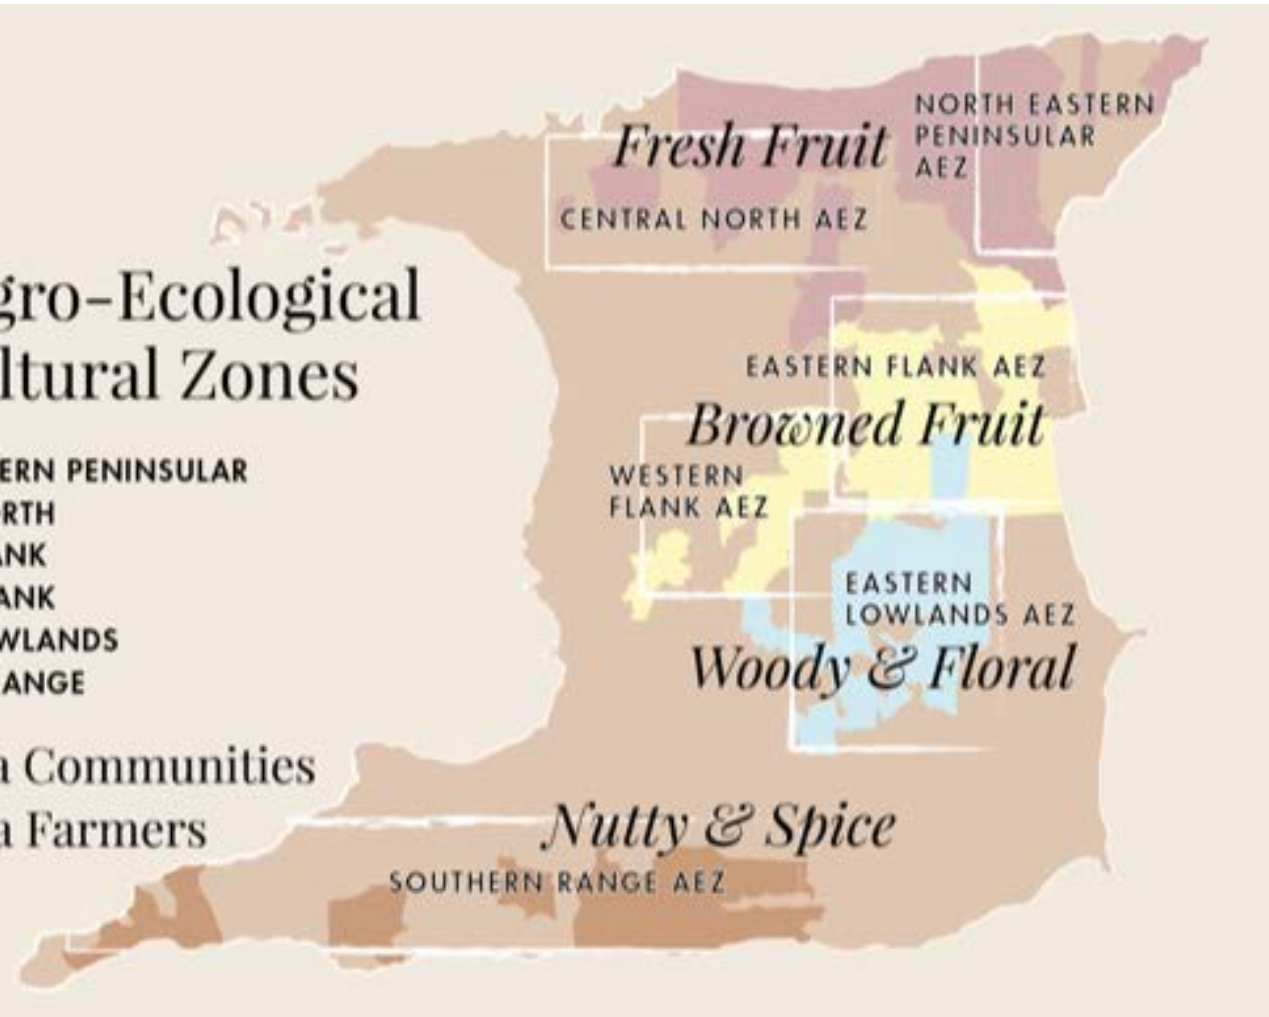 Fresh Fruit
NORTH EASTERN
PENINSULAR
AEZ
CENTRAL NORTH AEZ
gro-Ecological
ltural Zones
EASTERN FLANK AEZ
Browned Fruit
WESTERN
FLANK AEZ
ERN PENINSULAR
RTH
ANK
ANK
WLANDS
ANGE
EASTERN
LOWLANDS AEZ
Woody & Floral
a Communities
a Farmers
Nutty & Spice
SOUTHERN RANGE AEZ